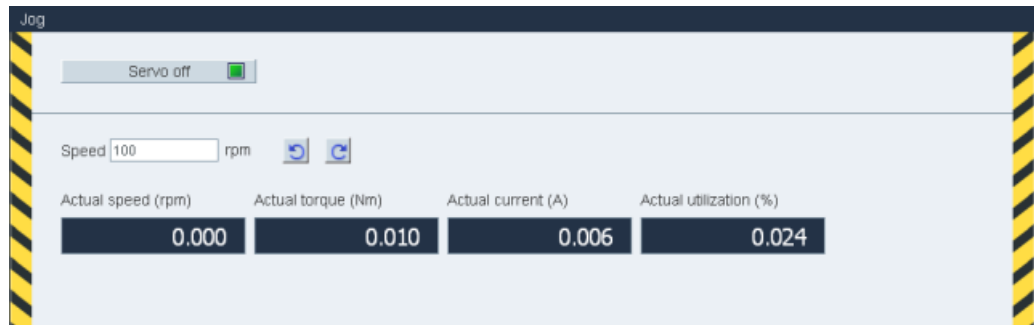 Jog
Servo off
Speed 100 rpm
Actual speed (rpm) Actual torque (Nm) Actual current (A) Actual utilization (%)
0.000 0.010 0.006 0.024